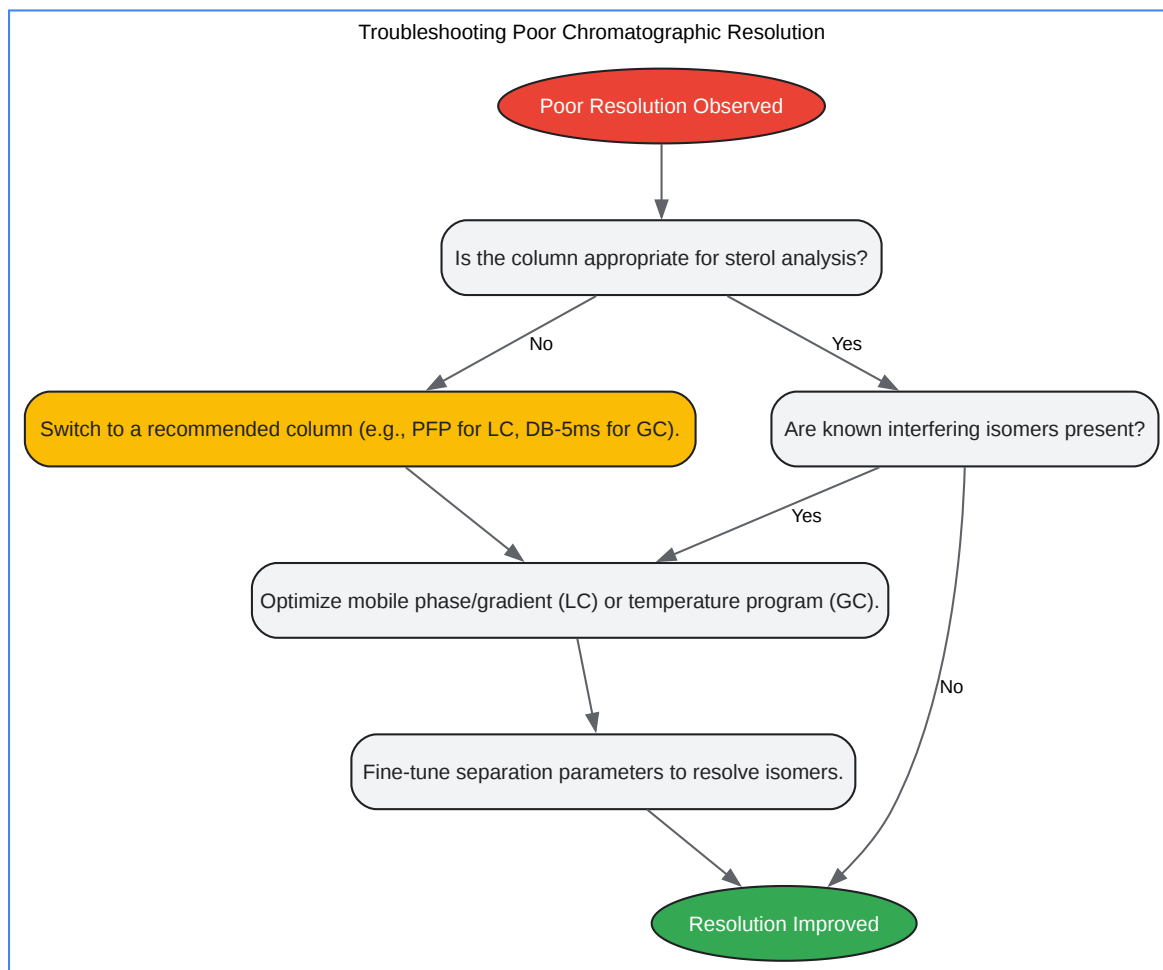 Troubleshooting Poor Chromatographic Resolution
Poor Resolution Observed
Is the column appropriate for sterol analysis?
No
Yes
Switch to a recommended column (e.g., PFP for LC, DB-5ms for GC).
Are known interfering isomers present?
Yes
Optimize mobile phase/gradient (LC) or temperature program (GC).
No
Fine-tune separation parameters to resolve isomers.
Resolution Improved